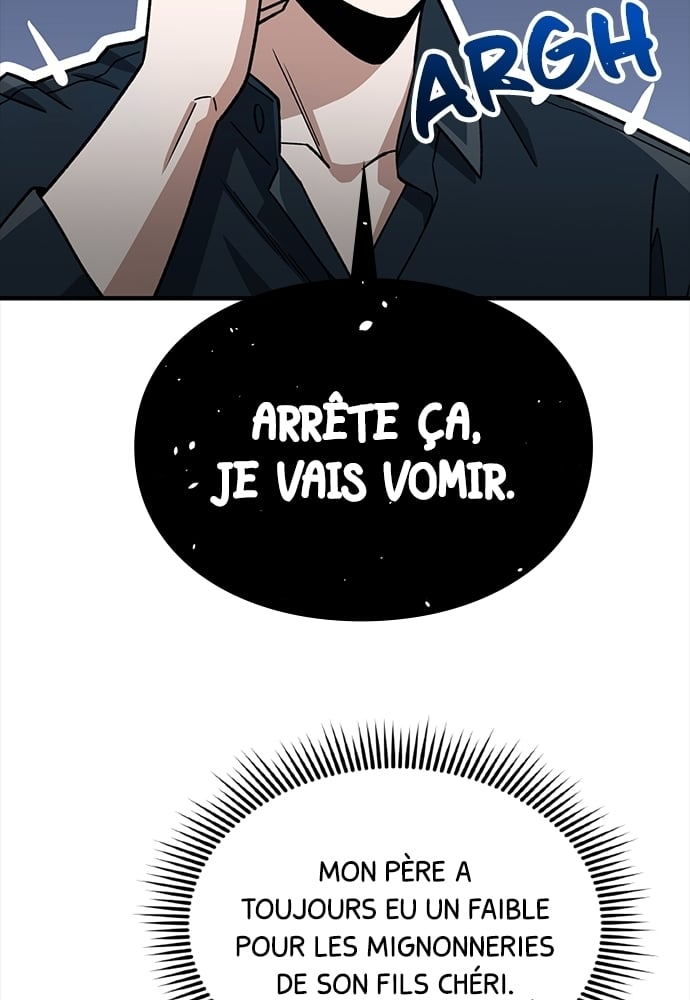 ARGH
ARRÊTE ÇA,
JE VAIS VOMIR.
MON PÈRE A
TOUJOURS EU UN FAIBLE
POUR LES MIGNONNERIES
DE SON FILS CHÉRI.